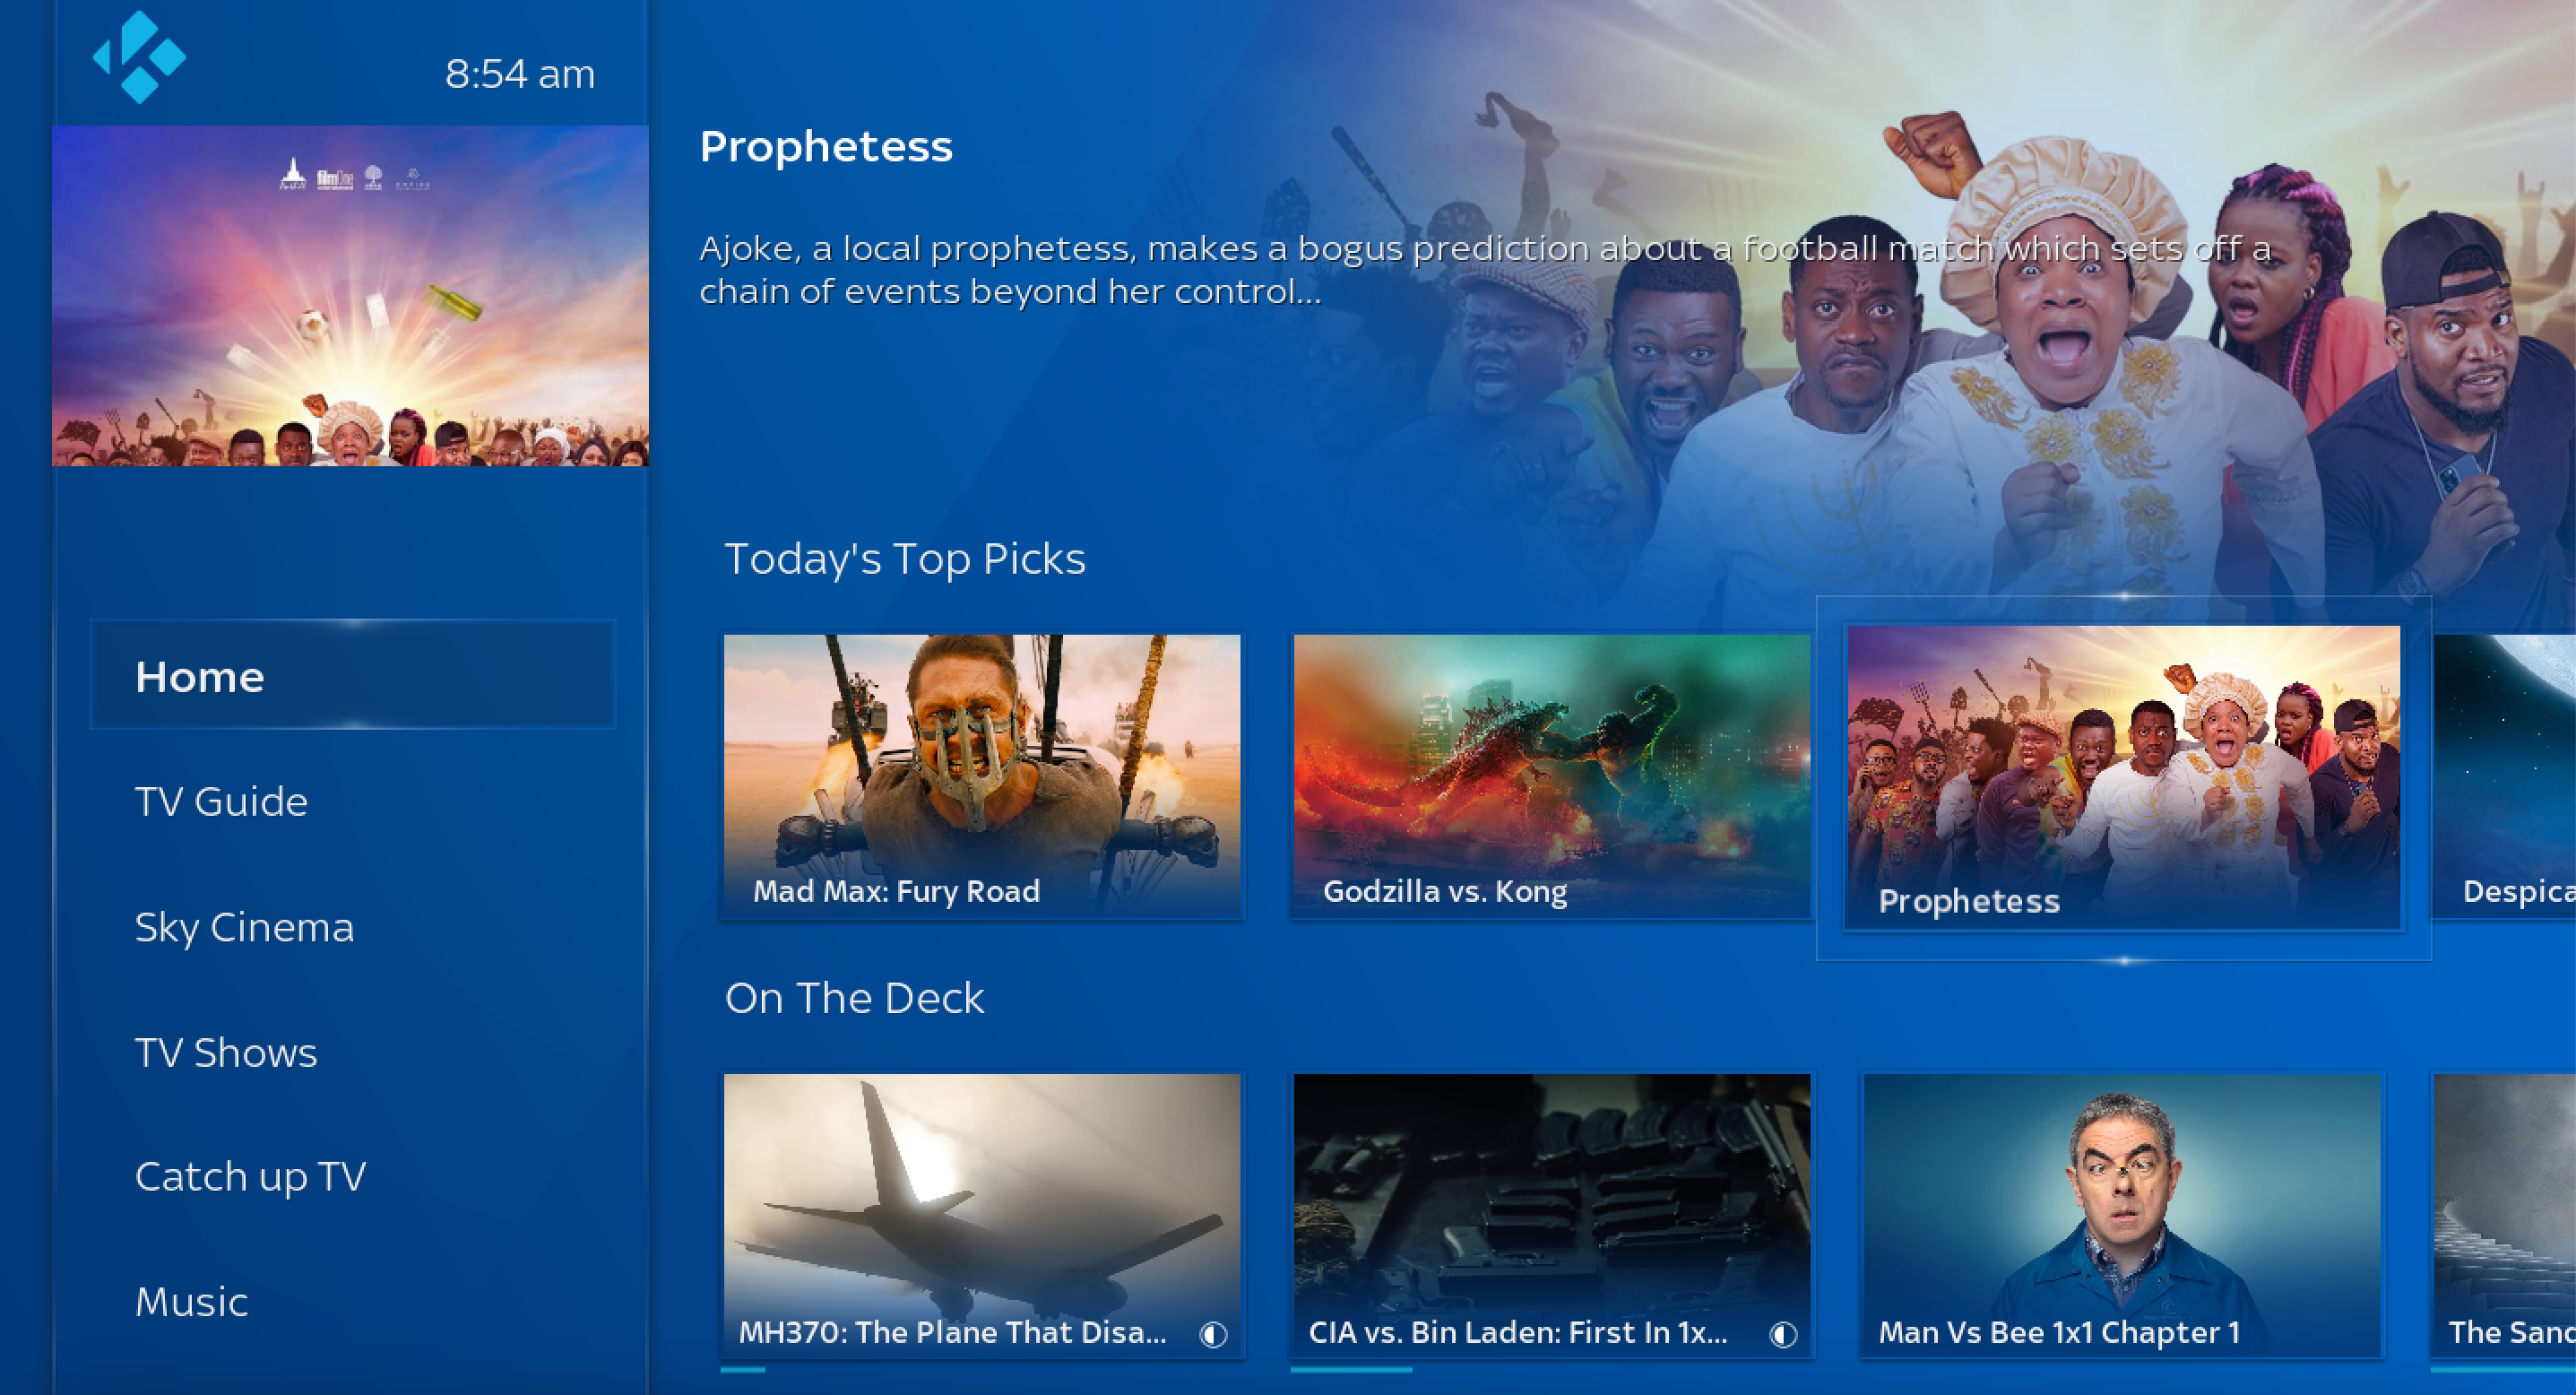 8:54 am
filmOne
Prophetess
Ajoke, a local prophetess, makes a bogus prediction about a football match which sets off a
chain of events beyond her control...
Home
TV Guide
Sky Cinema
TV Shows
Catch up TV
Music
Today's Top Picks
Mad Max: Fury Road
Godzilla vs. Kong
Prophetess
Despica
On The Deck
MH370: The Plane That Disa...
CIA vs. Bin Laden: First In 1x...
Man Vs Bee 1x1 Chapter 1
The Sand